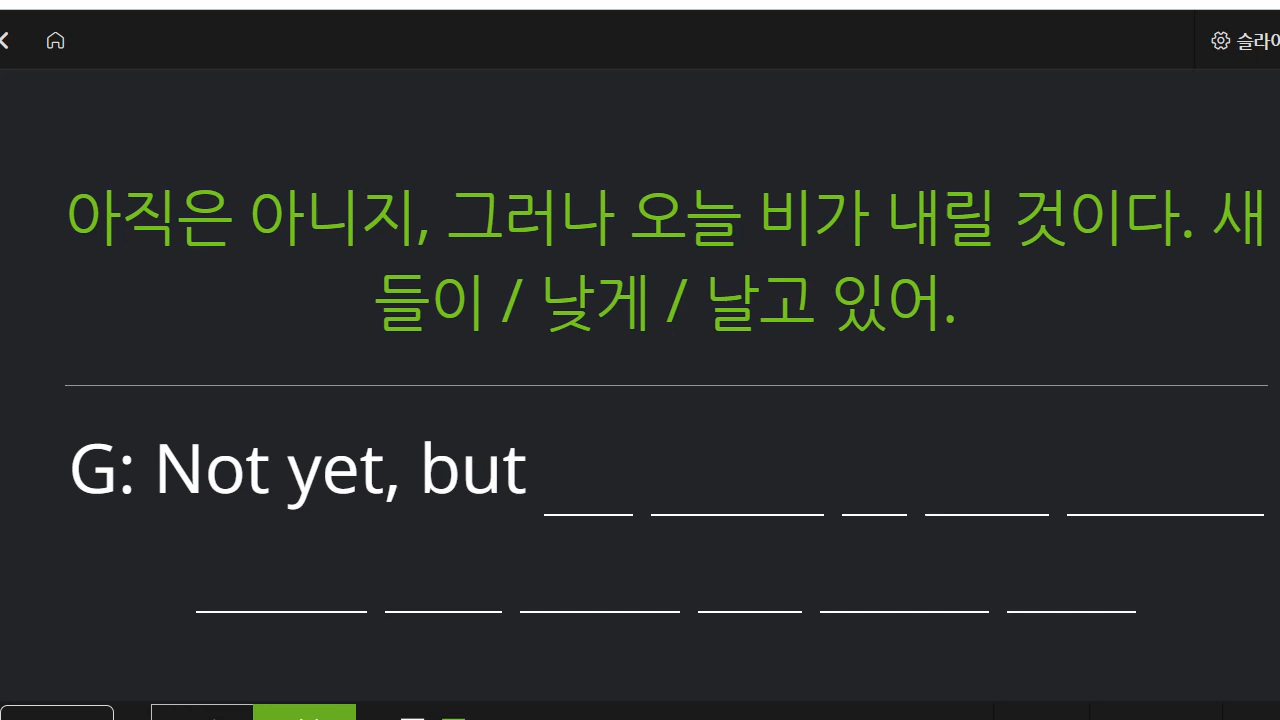 슬라이
아직은 아니지, 그러나 오늘 비가 내릴 것이다. 새
들이 / 낮게 / 날고 있어.
G: Not yet, but